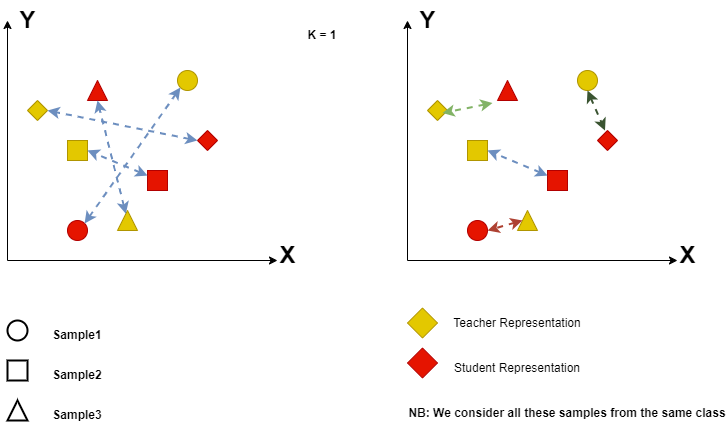 Y
K = 1
Y
X
X
Sample1
Sample2
Sample3
Teacher Representation
Student Representation
NB: We consider all these samples from the same class